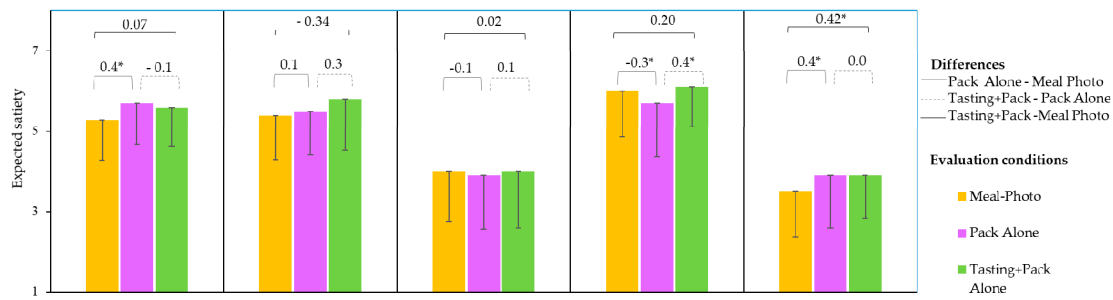 0.07
- 0.34
0.02
0.20
0.42*
7
0.4*
- 0.1
0.1
0.3
-0.1
0.1
-0.3*
0.4*
0.4*
0.0
Differences
Pack Alone - Meal Photo
Tasting+Pack - Pack Alone
Tasting+Pack -Meal Photo
5
Expected satiety
3
1
Evaluation conditions
Meal-Photo
Pack Alone
Tasting+Pack
Alone